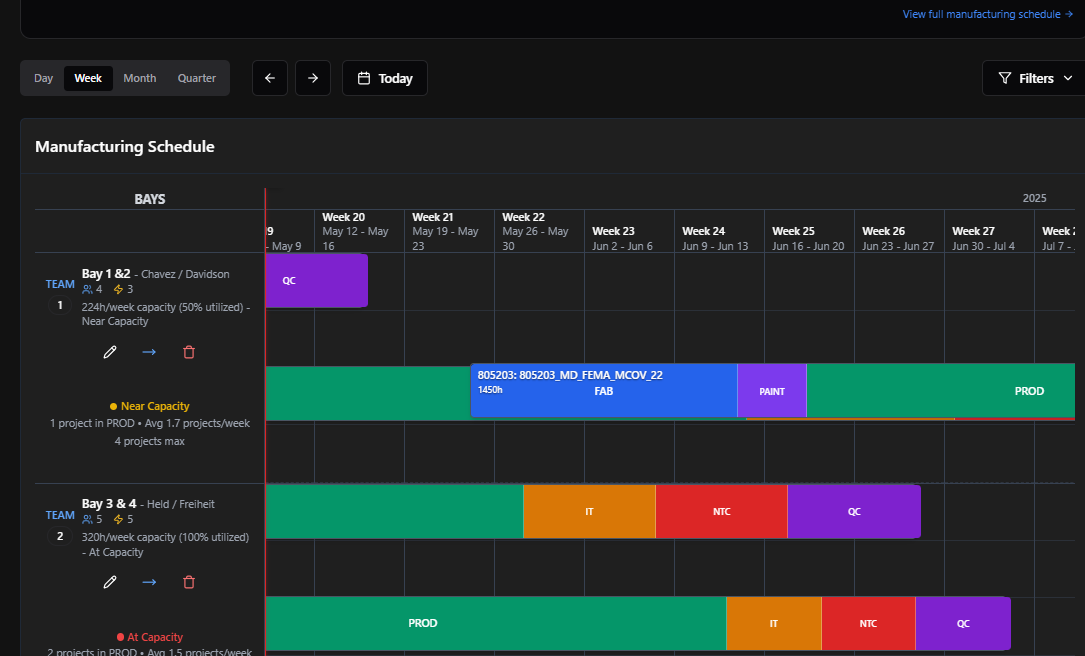 View full manufacturing schedule →
Day Week Month Quarter ← → Today Filters
Manufacturing Schedule
BAYS
2025
9
- May 9
Week 20
May 12 - May
16
Week 21
May 19 - May
23
Week 22
May 26 - May
30
Week 23
Jun 2 - Jun 6
Week 24
Jun 9 - Jun 13
Week 25
Jun 16 - Jun 20
Week 26
Jun 23 - Jun 27
Week 27
Jun 30 - Jul 4
Week
Jul 7 -
TEAM
1
Bay 1 &2 - Chavez / Davidson
4 3
224h/week capacity (50% utilized) -
Near Capacity
→
Near Capacity
1 project in PROD • Avg 1.7 projects/week
4 projects max
QC
805203: 805203_MD_FEMA_MCOV_22
1450h
FAB
PAINT
PROD
TEAM
2
Bay 3 & 4 - Held / Freiheit
5 5
320h/week capacity (100% utilized)
- At Capacity
→
At Capacity
2 projects in PROD • Avg 1.5 projects/week
IT
NTC
QC
PROD
IT
NTC
QC